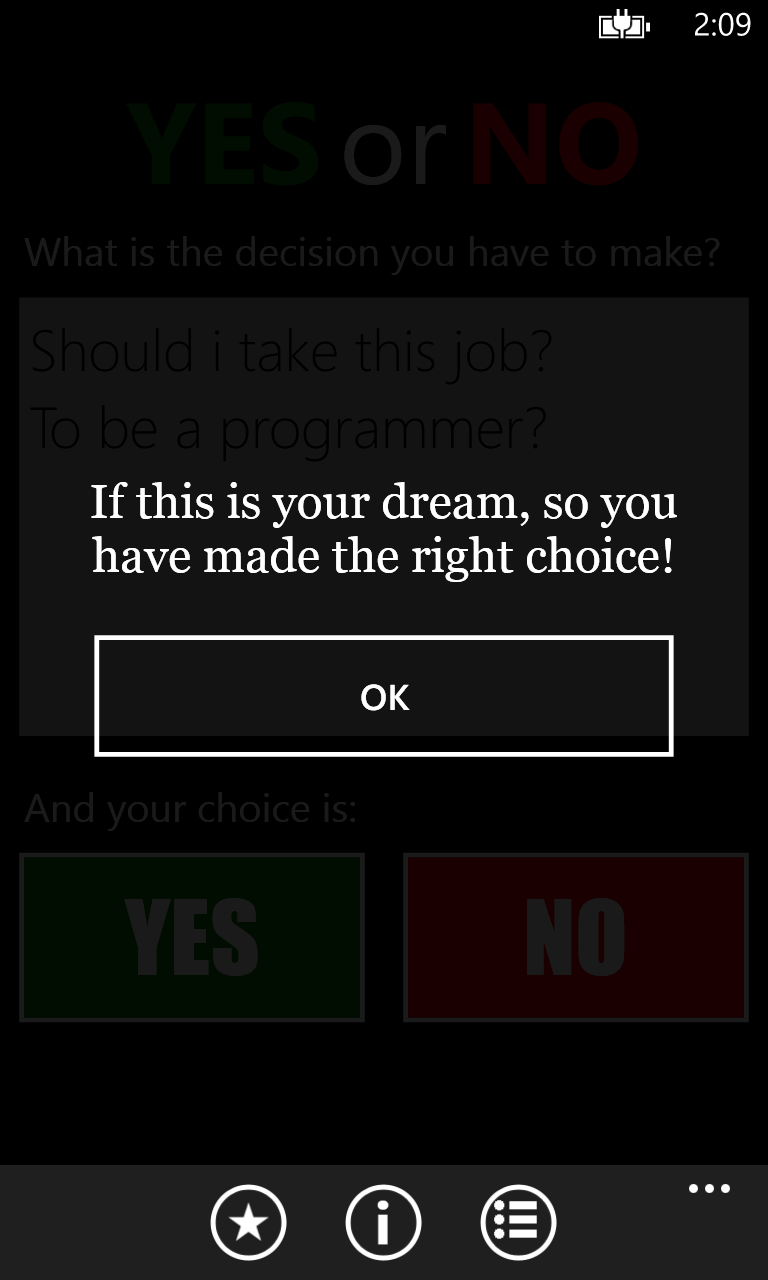 2:09
YES or NO
What is the decision you have to make?
Should i take this job?
To be a programmer?
If this is your dream, so you
have made the right choice!
OK
And your choice is:
YES NO